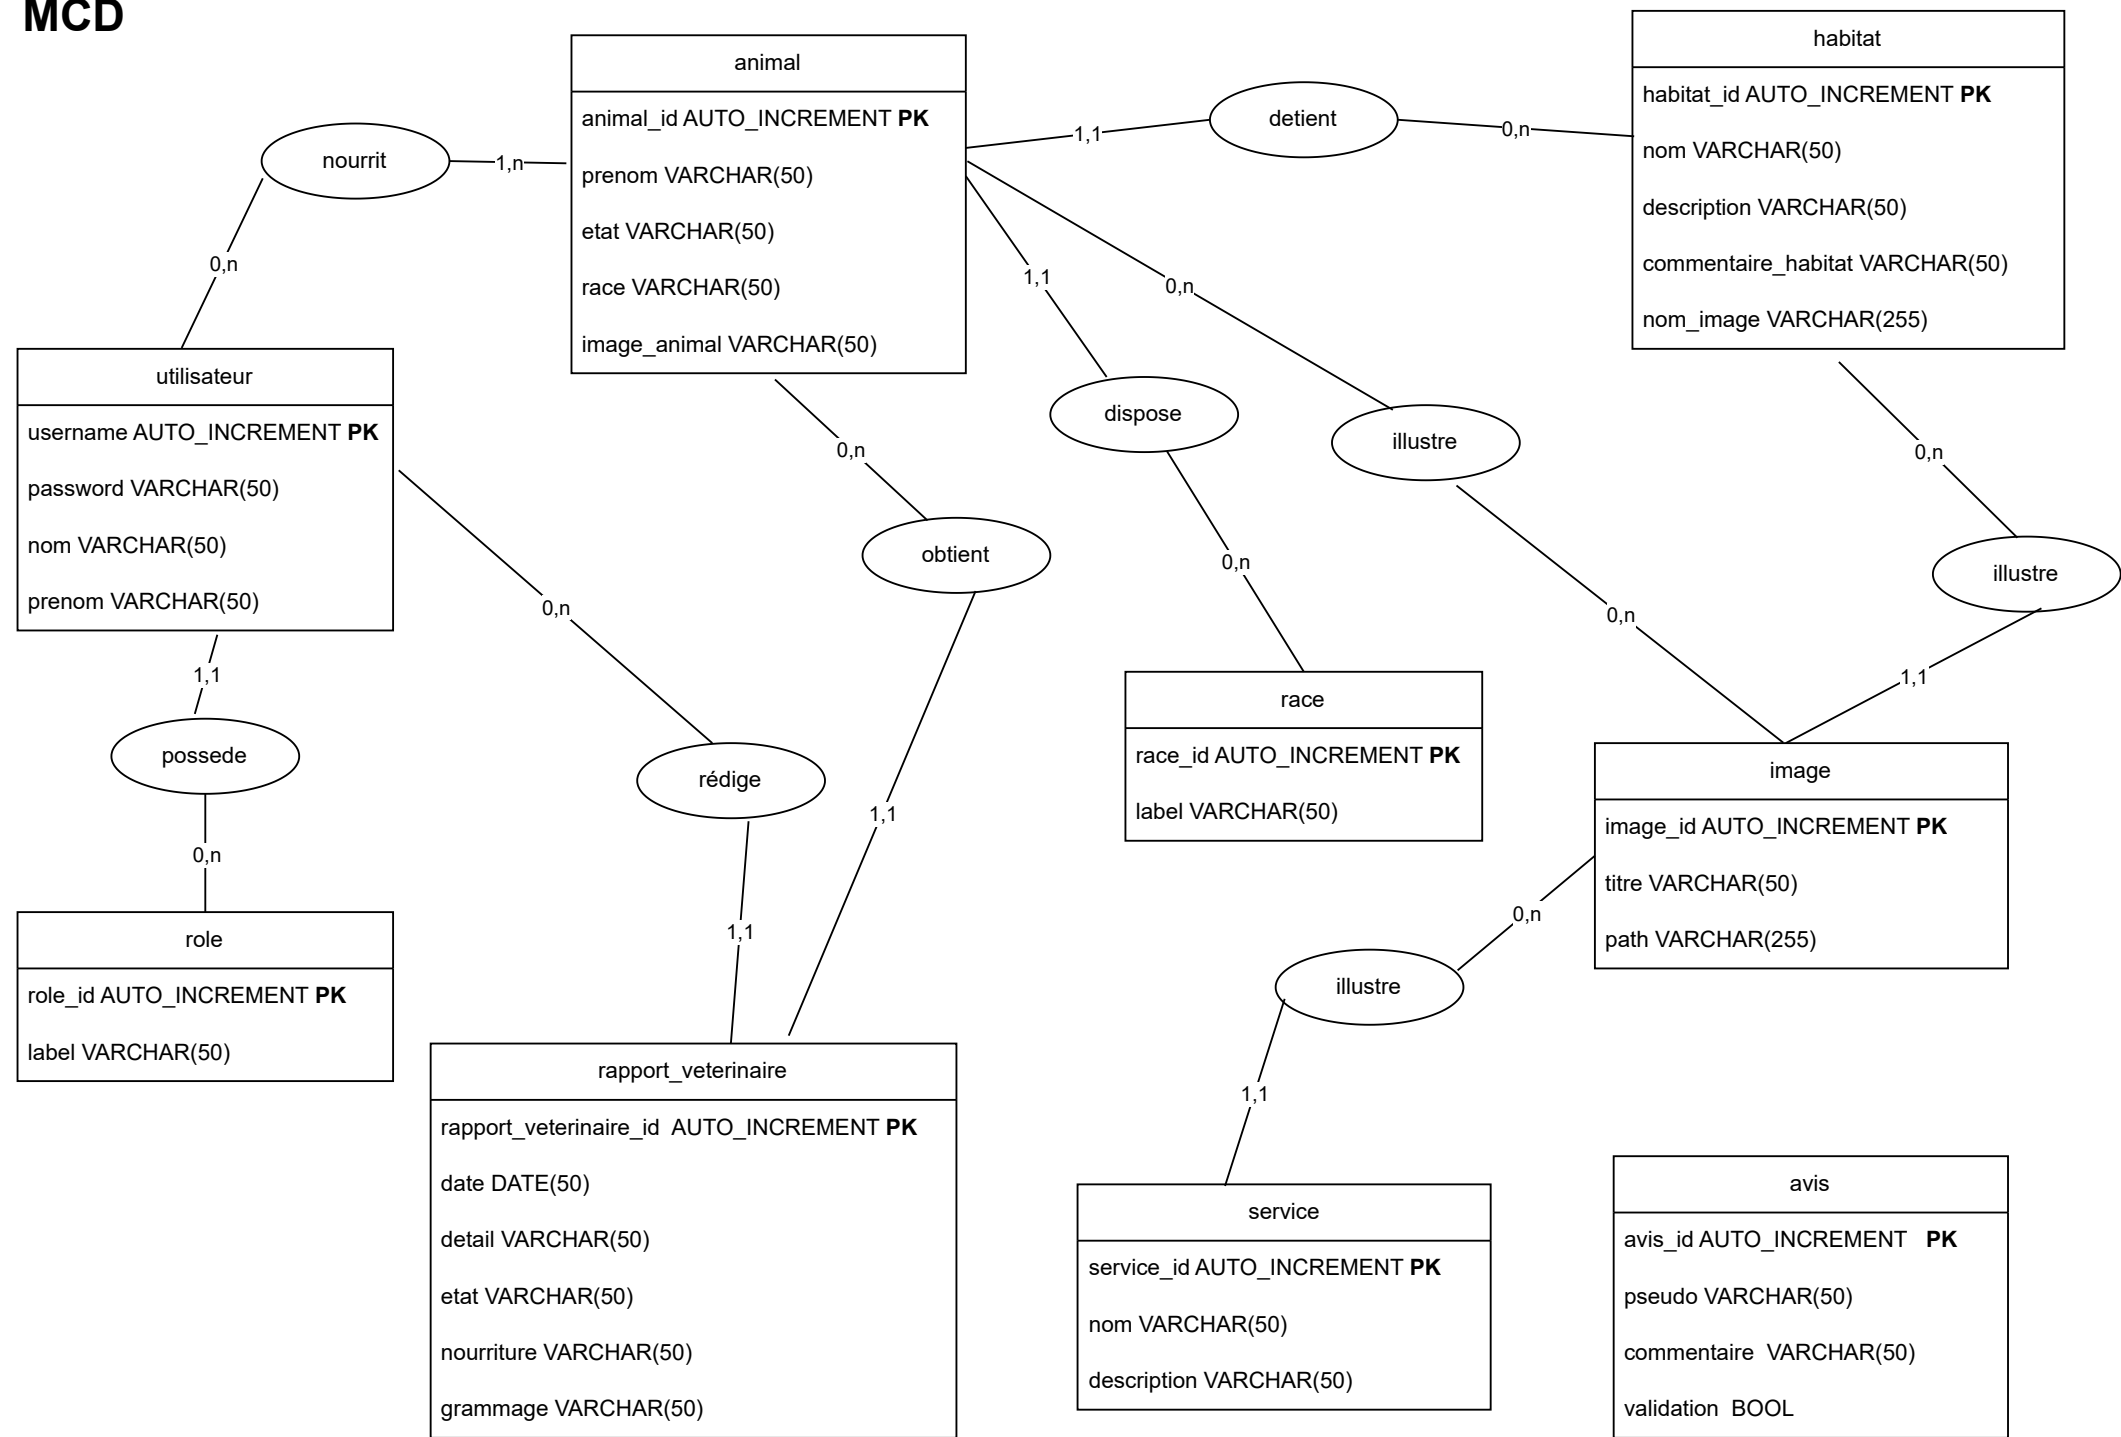 MCD
animal
animal_id AUTO_INCREMENT PK
prenom VARCHAR(50)
etat VARCHAR(50)
race VARCHAR(50)
image_animal VARCHAR(50)
habitat
habitat_id AUTO_INCREMENT PK
nom VARCHAR(50)
description VARCHAR(50)
commentaire_habitat VARCHAR(50)
nom_image VARCHAR(255)
detient
1,1
0,n
nourrit
1,n
0,n
utilisateur
username AUTO_INCREMENT PK
password VARCHAR(50)
nom VARCHAR(50)
prenom VARCHAR(50)
1,1
0,n
dispose
illustre
0,n
0,n
obtient
0,n
illustre
0,n
0,n
1,1
possede
1,1
0,n
rédige
1,1
1,1
race
race_id AUTO_INCREMENT PK
label VARCHAR(50)
image
image_id AUTO_INCREMENT PK
titre VARCHAR(50)
path VARCHAR(255)
role
role_id AUTO_INCREMENT PK
label VARCHAR(50)
0,n
illustre
1,1
rapport_veterinaire
rapport_veterinaire_id AUTO_INCREMENT PK
date DATE(50)
detail VARCHAR(50)
etat VARCHAR(50)
nourriture VARCHAR(50)
grammage VARCHAR(50)
service
service_id AUTO_INCREMENT PK
nom VARCHAR(50)
description VARCHAR(50)
avis
avis_id AUTO_INCREMENT PK
pseudo VARCHAR(50)
commentaire VARCHAR(50)
validation BOOL